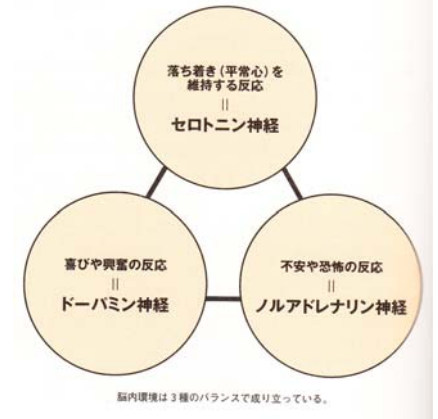 落ち着き（平常心）を
維持する反応
||
セロトニン神経
喜びや興奮の反応
||
ドーパミン神経
不安や恐怖の反応
||
ノルアドレナリン神経
脳内環境は3種のバランスで成り立っている。